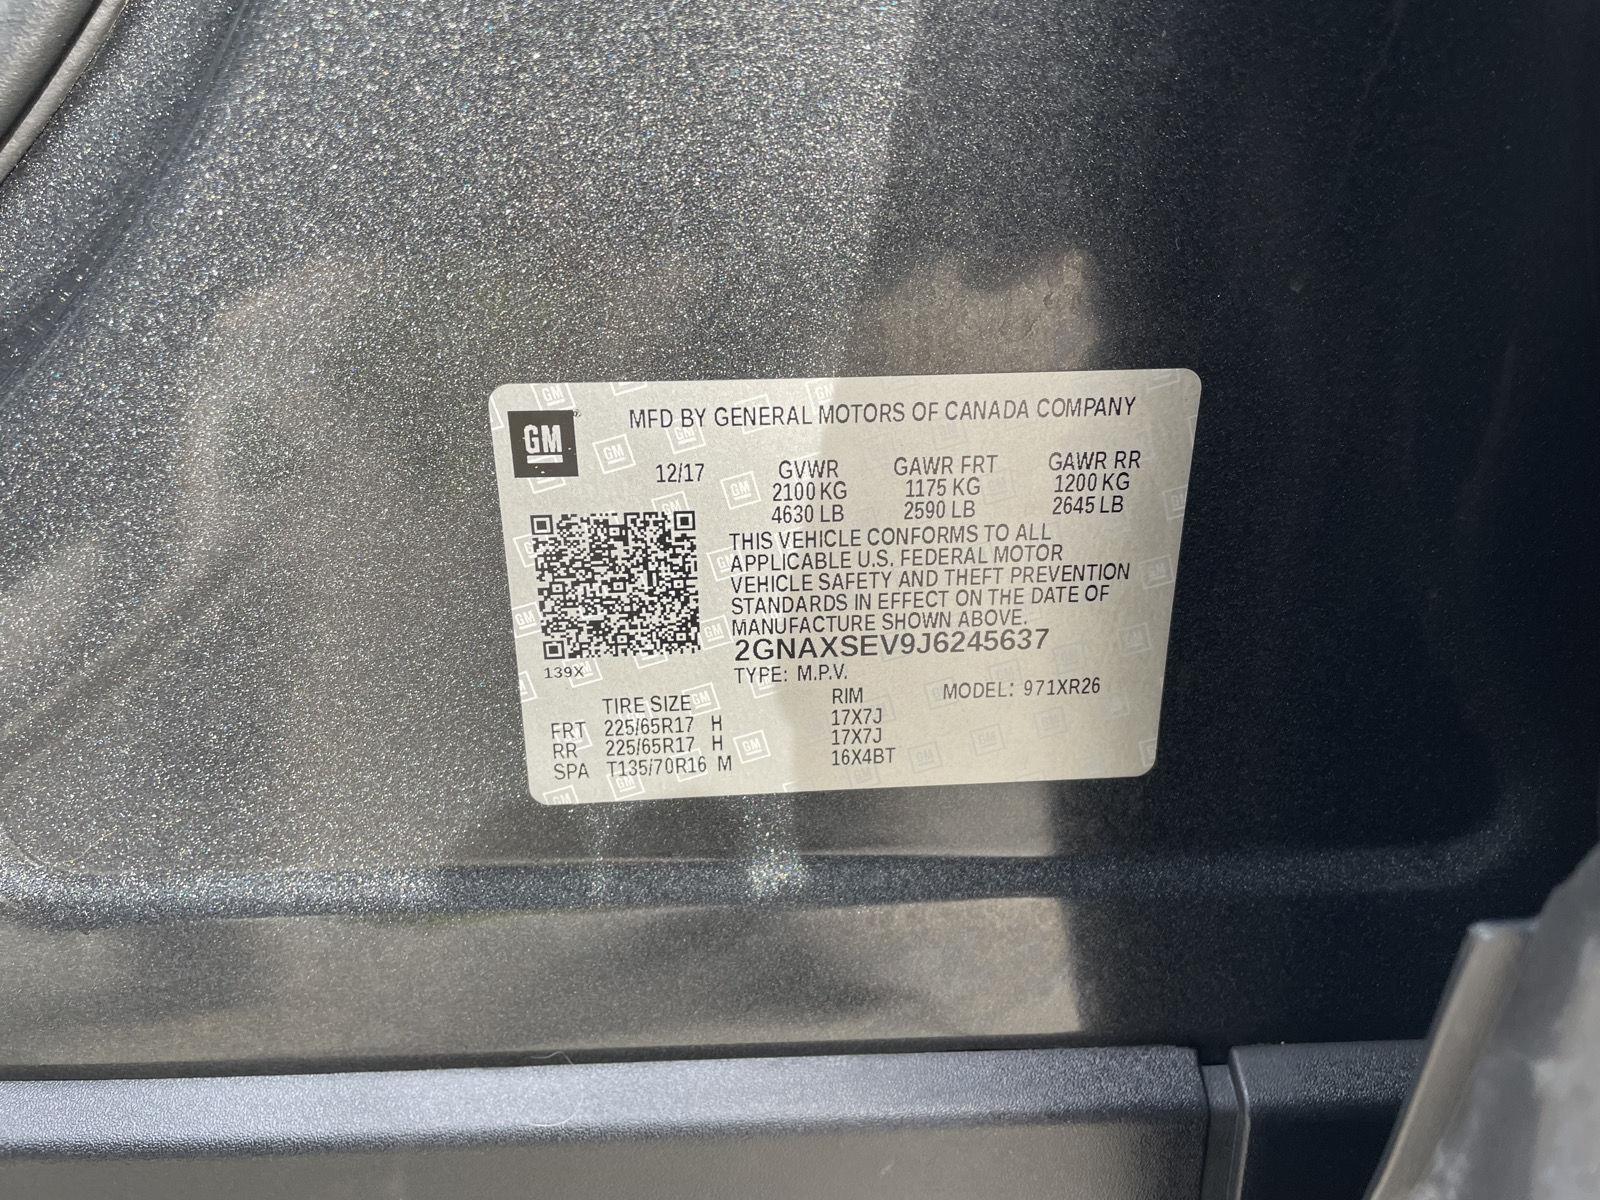 GM
MFD BY GENERAL MOTORS OF CANADA COMPANY
12/17 GVWR GAWR FRT GAWR RR
2100 KG 1175 KG 1200 KG
4630 LB 2590 LB 2645 LB
THIS VEHICLE CONFORMS TO ALL
APPLICABLE U.S. FEDERAL MOTOR
VEHICLE SAFETY AND THEFT PREVENTION
STANDARDS IN EFFECT ON THE DATE OF
MANUFACTURE SHOWN ABOVE.
2GNAXSEV9J6245637
139X TYPE: M.P.V.
TIRE SIZE RIM MODEL: 971XR26
FRT 225/65R17 H 17X7J
RR 225/65R17 H 17X7J
SPA T135/70R16 M 16X4BT